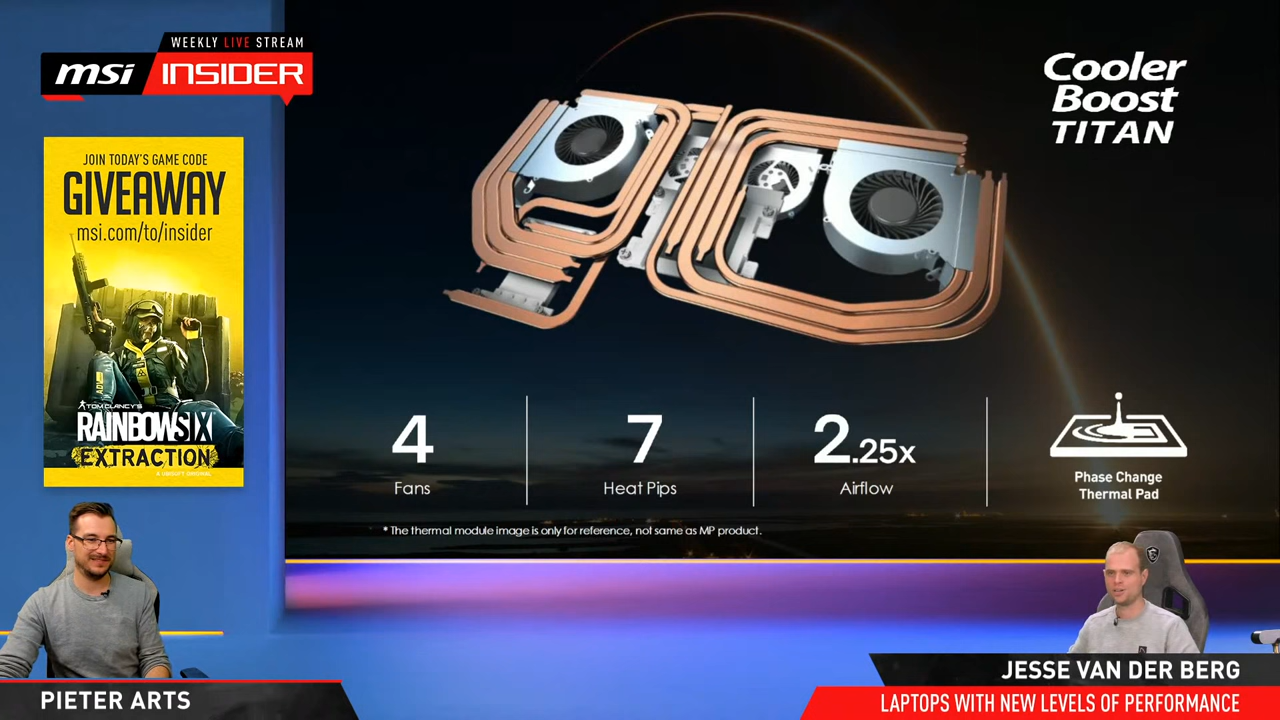 WEEKLY LIVE STREAM
msi INSIDER
JOIN TODAY'S GAME CODE
GIVEAWAY
msi.com/to/insider
TOM CLANCY'S
RAINBOW SIX
EXTRACTION
A UBISOFT ORIGINAL
Cooler
Boost
TITAN
4
Fans
7
Heat Pips
2.25x
Airflow
Phase Change
Thermal Pad
* The thermal module image is only for reference, not same as MP product.
PIETER ARTS
JESSE VAN DER BERG
LAPTOPS WITH NEW LEVELS OF PERFORMANCE